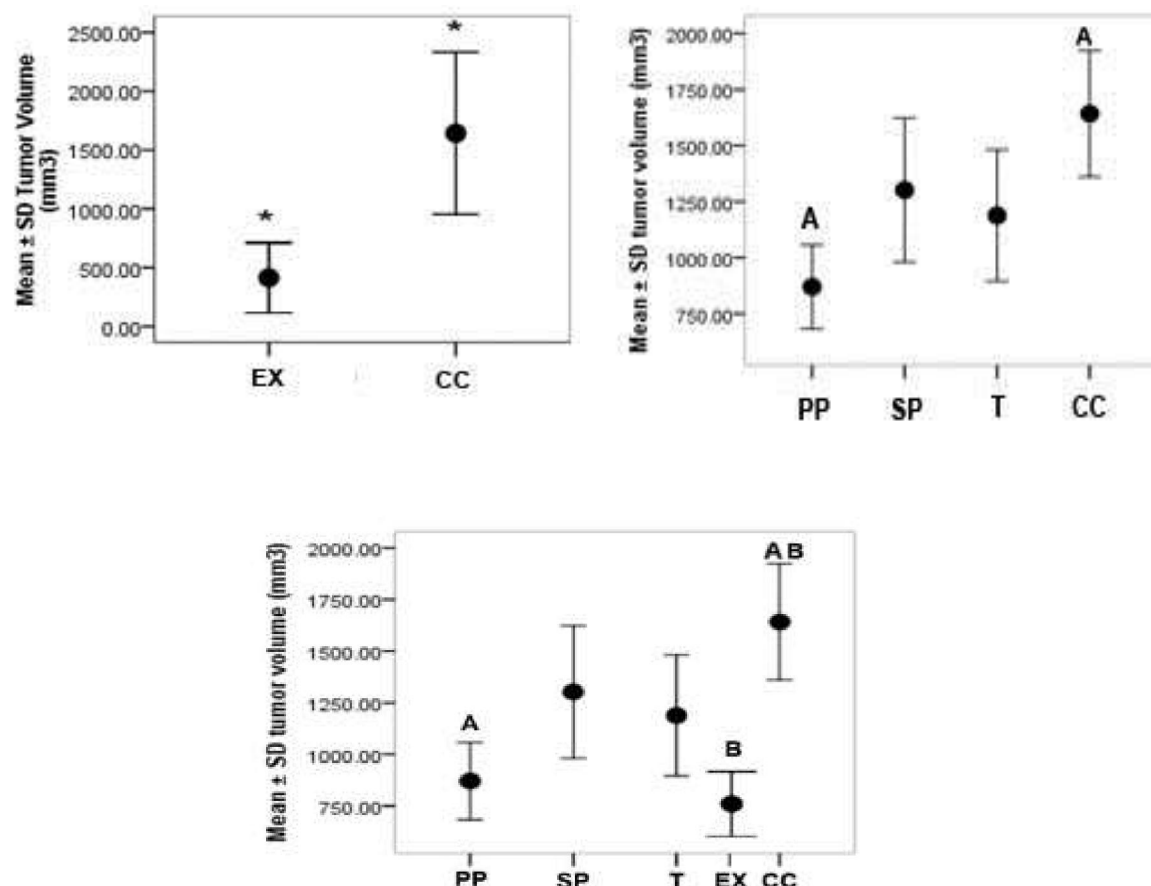 Mean ± SD Tumor Volume
(mm3)
2500.00
2000.00
1500.00
1000.00
500.00
0.00
*
*
EX
CC
Mean ± SD tumor volume (mm3)
2000.00
1750.00
1500.00
1250.00
1000.00
750.00
A
A
PP
SP
T
CC
Mean ± SD tumor volume (mm3)
2000.00
1750.00
1500.00
1250.00
1000.00
750.00
A
B
A B
PP
SP
T
EX
CC